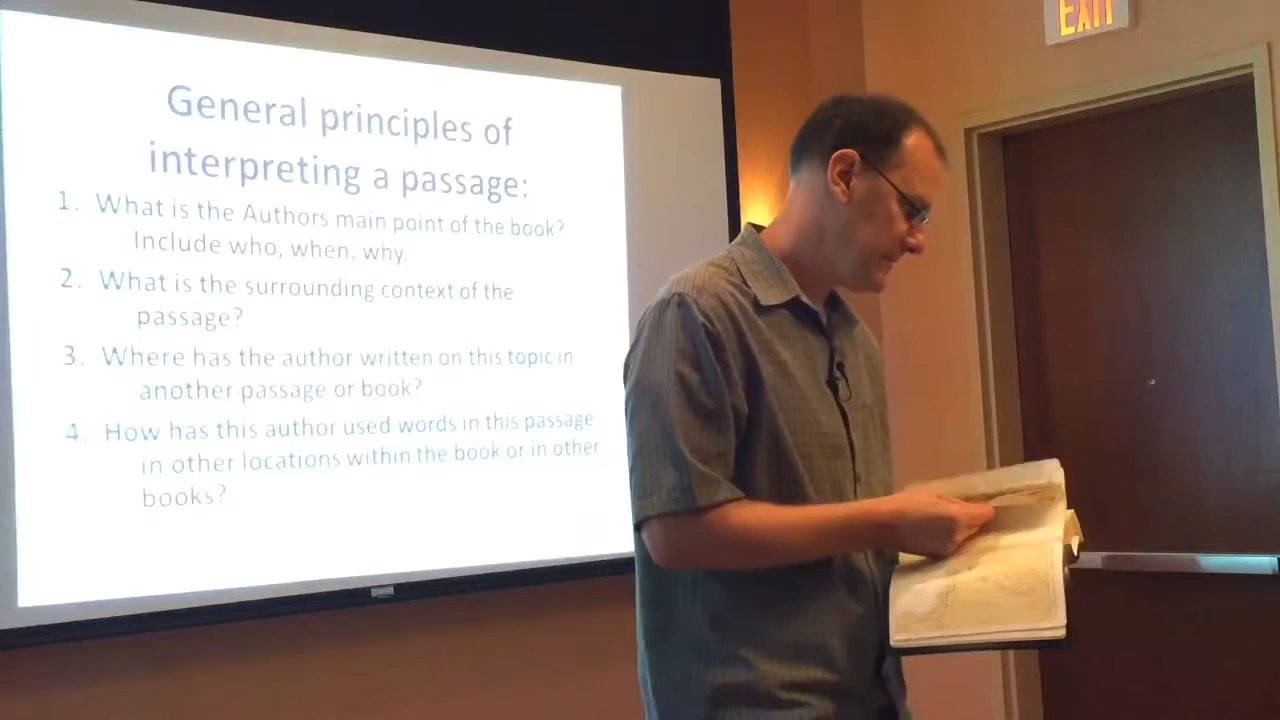 EXIT
General principles of
interpreting a passage:
1. What is the Authors main point of the book?
Include who, when, why.
2. What is the surrounding context of the
passage?
3. Where has the author written on this topic in
another passage or book?
4. How has this author used words in this passage
in other locations within the book or in other
books?